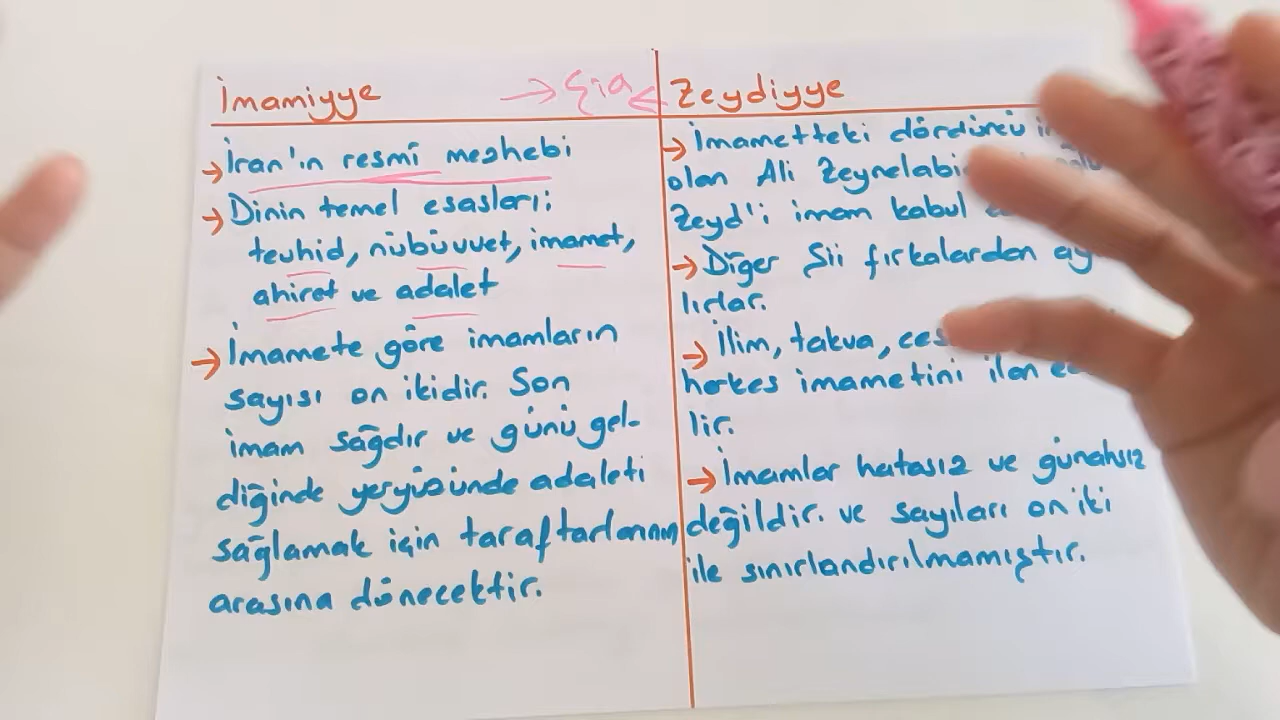 İmamiyye
→ Şia ←
→ İran'ın resmî mezhebi
→ Dinin temel esasları:
tevhid, nübüvvet, imamet,
ahiret ve adalet
→ İmamete göre imamların
sayısı on ikidir. Son
imam sağdır ve günü gel-
diğinde yeryüzünde adaleti
sağlamak için taraftarlarının
arasına dönecektir.
Zeydiyye
→ İmametteki dördüncü
olan Ali
Zeyd'i imam kabul
→ Diğer Şii fırkalardan
lırlar.
→ İlim, takva,
herkes imametini ilan
lir.
→ İmamlar hatasız ve günahsız
değildir. ve sayıları on iki
ile sınırlandırılmamıştır.